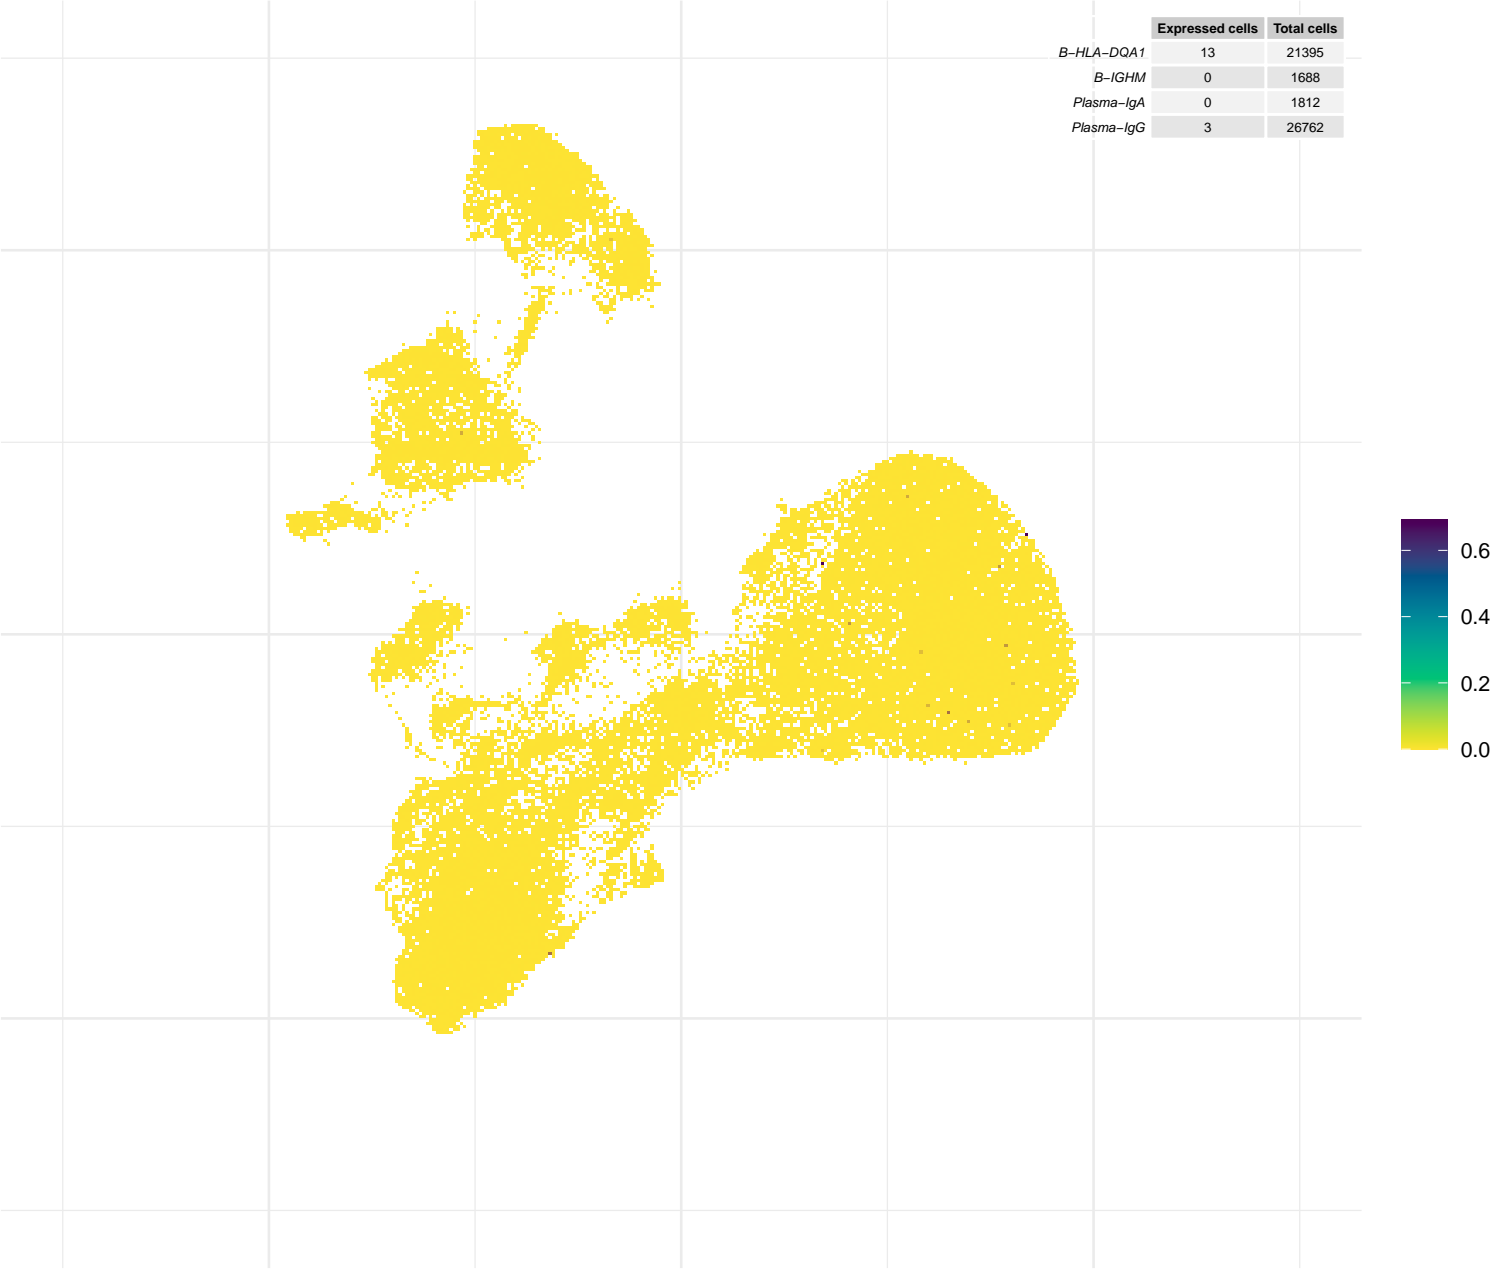 Expressed cells Total cells
B−HLA−DQA1 13 21395
B−IGHM 0 1688
Plasma−IgA 0 1812
Plasma−IgG 3 26762
0.6
0.4
0.2
0.0